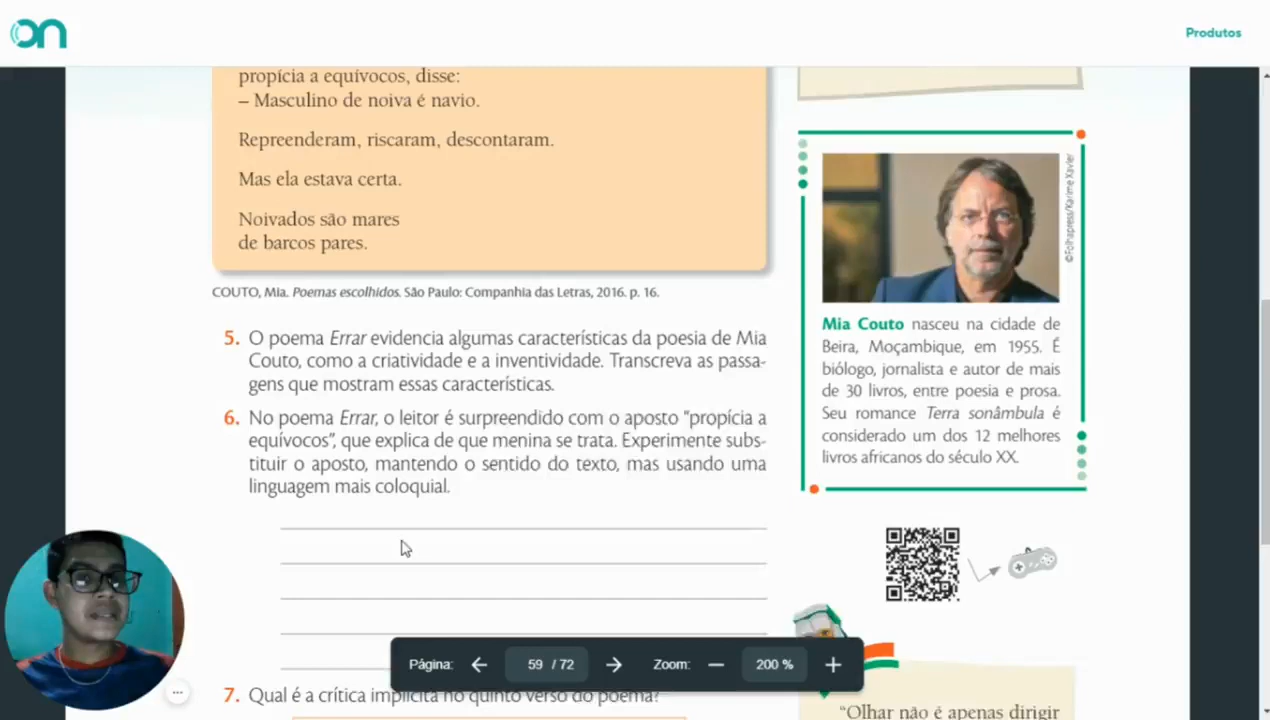 on
Produtos
propícia a equívocos, disse:
– Masculino de noiva é navio.
Repreenderam, riscaram, descontaram.
Mas ela estava certa.
Noivados são mares
de barcos pares.
COUTO, Mia. Poemas escolhidos. São Paulo: Companhia das Letras, 2016. p. 16.
5. O poema Errar evidencia algumas características da poesia de Mia
Couto, como a criatividade e a inventividade. Transcreva as passa-
gens que mostram essas características.
6. No poema Errar, o leitor é surpreendido com o aposto “propícia a
equívocos”, que explica de que menina se trata. Experimente subs-
tituir o aposto, mantendo o sentido do texto, mas usando uma
linguagem mais coloquial.
7. Qual é a crítica implícita no quinto verso do poema?
©Folhapress/Karime Xavier
Mia Couto nasceu na cidade de
Beira, Moçambique, em 1955. É
biólogo, jornalista e autor de mais
de 30 livros, entre poesia e prosa.
Seu romance Terra sonâmbula é
considerado um dos 12 melhores
livros africanos do século XX.
“Olhar não é apenas dirigir
Página: 59 / 72 Zoom: 200 %